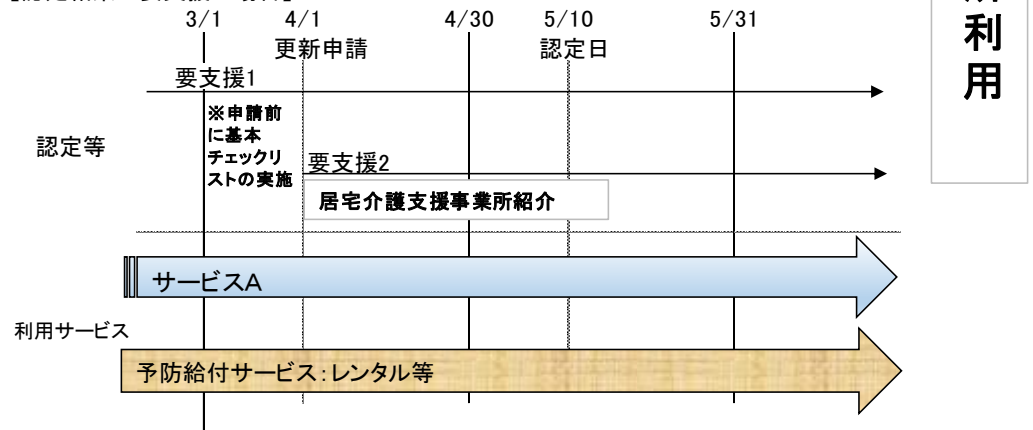 3/1 4/1 4/30 5/10 5/31
更新申請 認定日
要支援1
※申請前
に基本
チェックリ
ストの実施
認定等
要支援2
居宅介護支援事業所紹介
サービスA
利用サービス
予防給付サービス:レンタル等
利
用